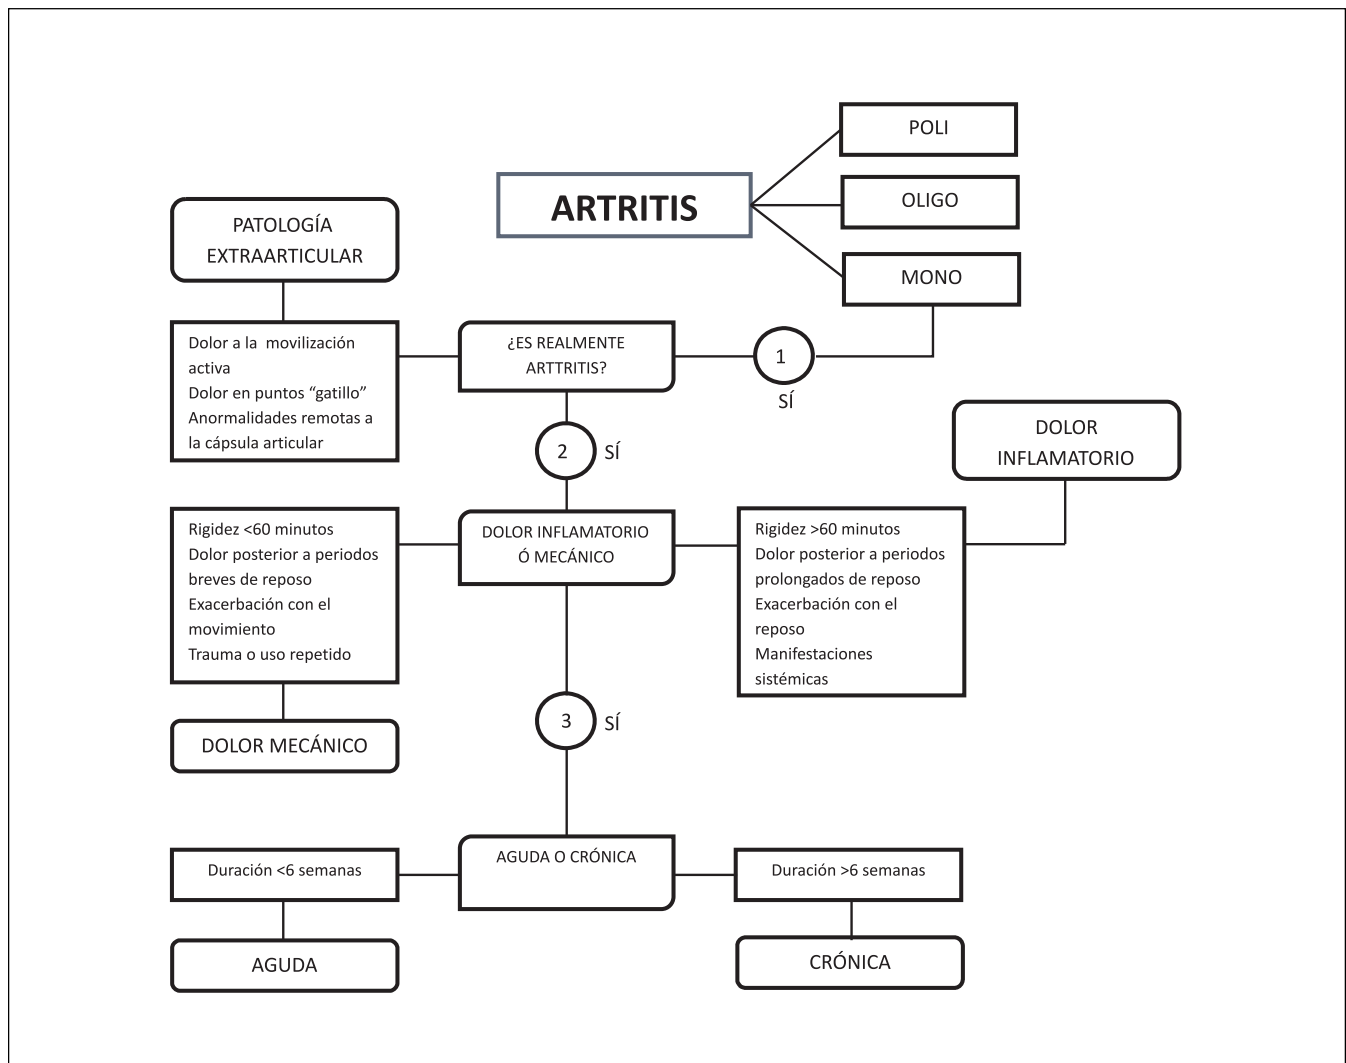 POLI
ARTRITIS
OLIGO
PATOLOGÍA
EXTRAARTICULAR
MONO
Dolor a la movilización
activa
Dolor en puntos “gatillo”
Anormalidades remotas a
la cápsula articular
¿ES REALMENTE
ARTTRITIS?
1
SÍ
2
SÍ
DOLOR
INFLAMATORIO
Rigidez <60 minutos
Dolor posterior a periodos
breves de reposo
Exacerbación con el
movimiento
Trauma o uso repetido
DOLOR INFLAMATORIO
Ó MECÁNICO
Rigidez >60 minutos
Dolor posterior a periodos
prolongados de reposo
Exacerbación con el
reposo
Manifestaciones
sistémicas
DOLOR MECÁNICO
3
SÍ
Duración <6 semanas
AGUDA O CRÓNICA
Duración >6 semanas
AGUDA
CRÓNICA